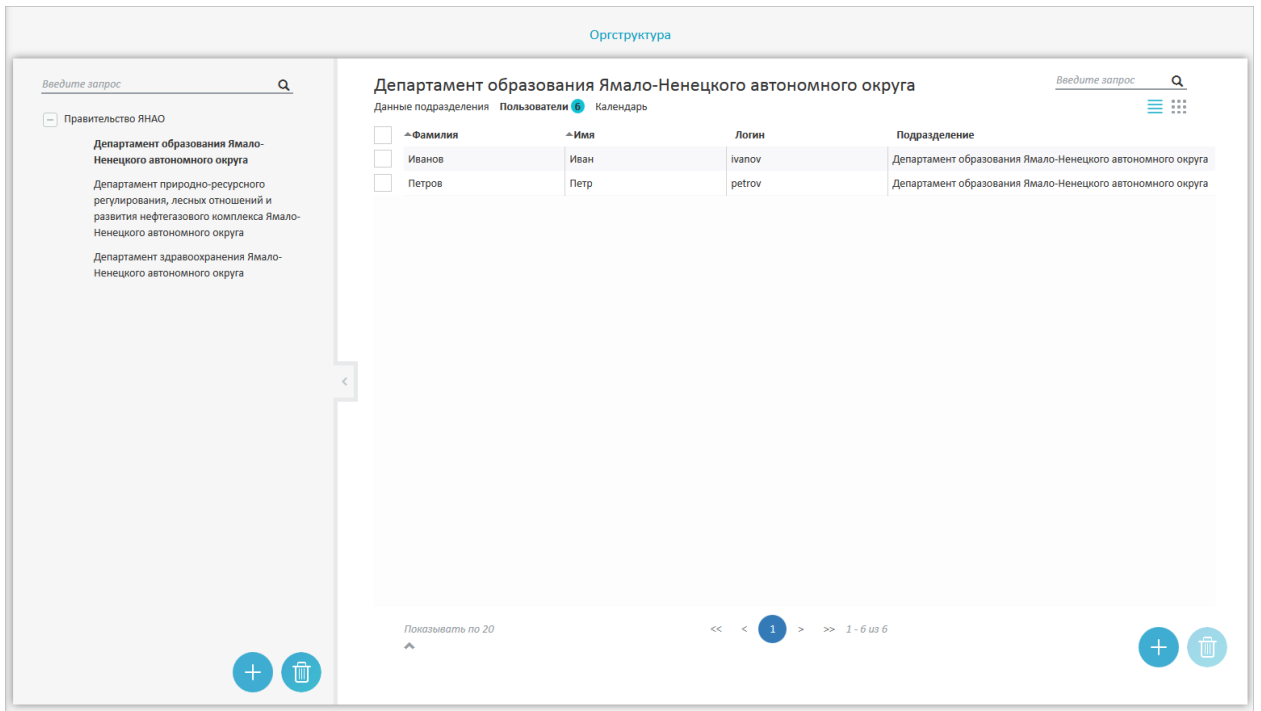 Оргструктура
Введите запрос
Правительство ЯНАО
Департамент образования Ямало-
Ненецкого автономного округа
Департамент природно-ресурсного
регулирования, лесных отношений и
развития нефтегазового комплекса Ямало-
Ненецкого автономного округа
Департамент здравоохранения Ямало-
Ненецкого автономного округа
Департамент образования Ямало-Ненецкого автономного округа
Введите запрос
Данные подразделения Пользователи 6 Календарь
Фамилия Имя Логин Подразделение
Иванов Иван ivanov Департамент образования Ямало-Ненецкого автономного округа
Петров Петр petrov Департамент образования Ямало-Ненецкого автономного округа
Показывать по 20 << < 1 > >> 1 - 6 из 6